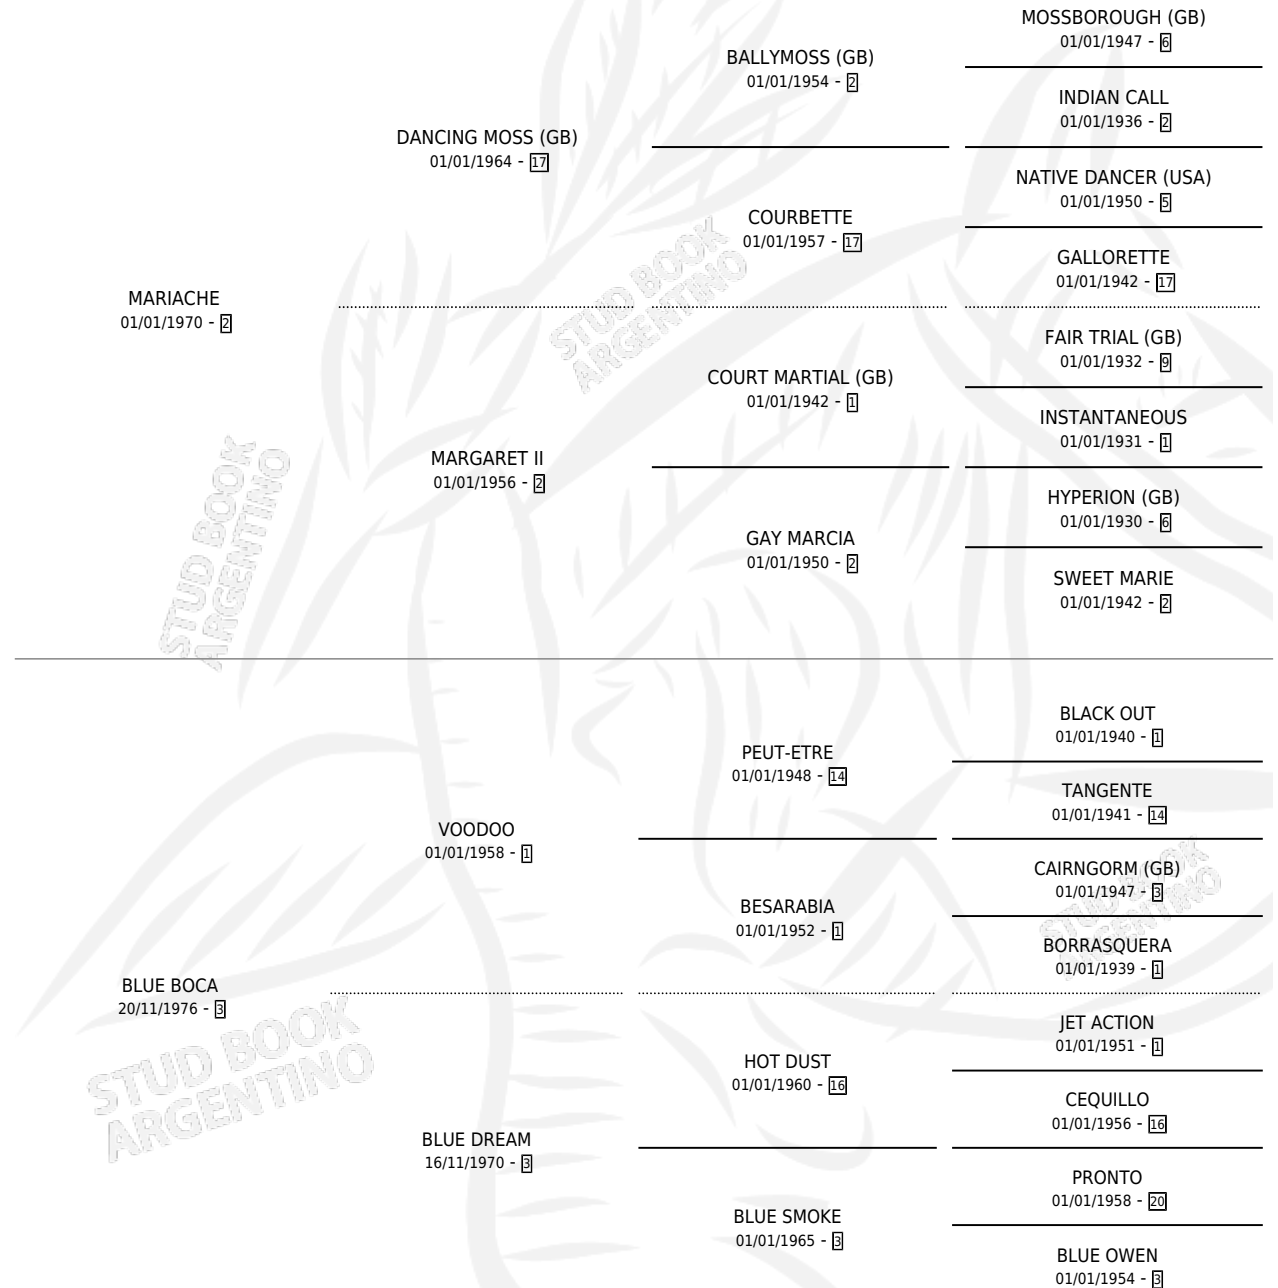 MOSSBOROUGH (GB)
01/01/1947 - 6
BALLYMOSS (GB)
01/01/1954 - 2
INDIAN CALL
01/01/1936 - 2
DANCING MOSS (GB)
01/01/1964 - 17
NATIVE DANCER (USA)
01/01/1950 - 5
COURBETTE
01/01/1957 - 17
GALLORETTE
01/01/1942 - 17
MARIACHE
01/01/1970 - 2
FAIR TRIAL (GB)
01/01/1932 - 9
COURT MARTIAL (GB)
01/01/1942 - 1
INSTANTANEOUS
01/01/1931 - 1
MARGARET II
01/01/1956 - 2
HYPERION (GB)
01/01/1930 - 6
GAY MARCIA
01/01/1950 - 2
SWEET MARIE
01/01/1942 - 2
BLACK OUT
01/01/1940 - 1
PEUT-ETRE
01/01/1948 - 14
TANGENTE
01/01/1941 - 14
VOODOO
01/01/1958 - 1
CAIRNGORM (GB)
01/01/1947 - 3
BESARABIA
01/01/1952 - 1
BORRASQUERA
01/01/1939 - 1
BLUE BOCA
20/11/1976 - 3
JET ACTION
01/01/1951 - 1
HOT DUST
01/01/1960 - 16
CEQUILLO
01/01/1956 - 16
BLUE DREAM
16/11/1970 - 3
PRONTO
01/01/1958 - 20
BLUE SMOKE
01/01/1965 - 3
BLUE OWEN
01/01/1954 - 3
STUD BOOK
ARGENTINO
STUD BOOK
ARGENTINO
STUD BOOK
ARGENTINO
STUD BOOK
ARGENTINO